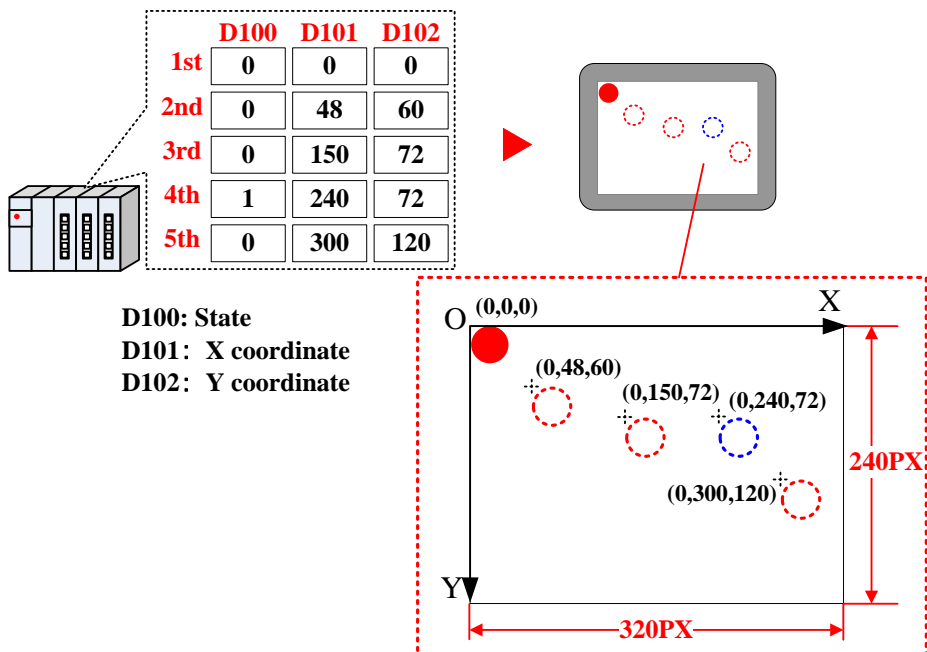 D100 D101 D102
1st 0 0 0
2nd 0 48 60
3rd 0 150 72
4th 1 240 72
5th 0 300 120
D100: State
D101： X coordinate
D102： Y coordinate
O (0,0,0) X
(0,48,60)
(0,150,72) (0,240,72)
240PX
(0,300,120)
Y
320PX